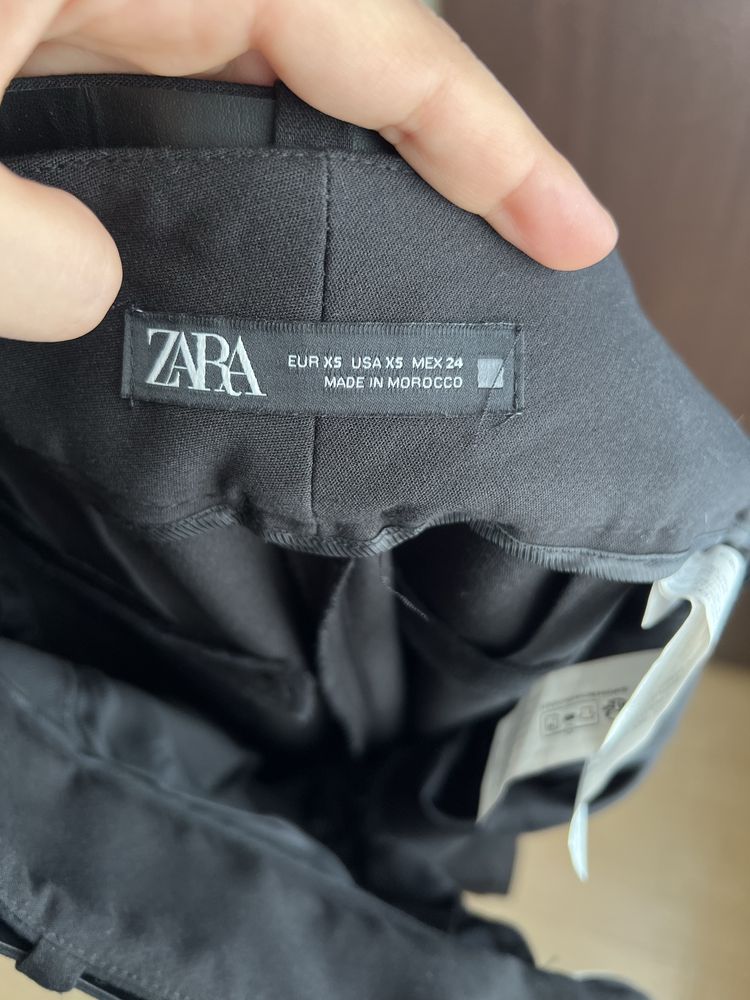 ZARA
EUR XS USA XS MEX 24
MADE IN MOROCCO